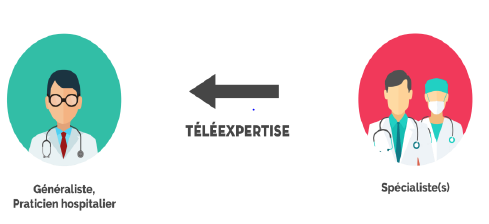 TÉLÉEXPERTISE
Généraliste,
Praticien hospitalier
Spécialiste(s)